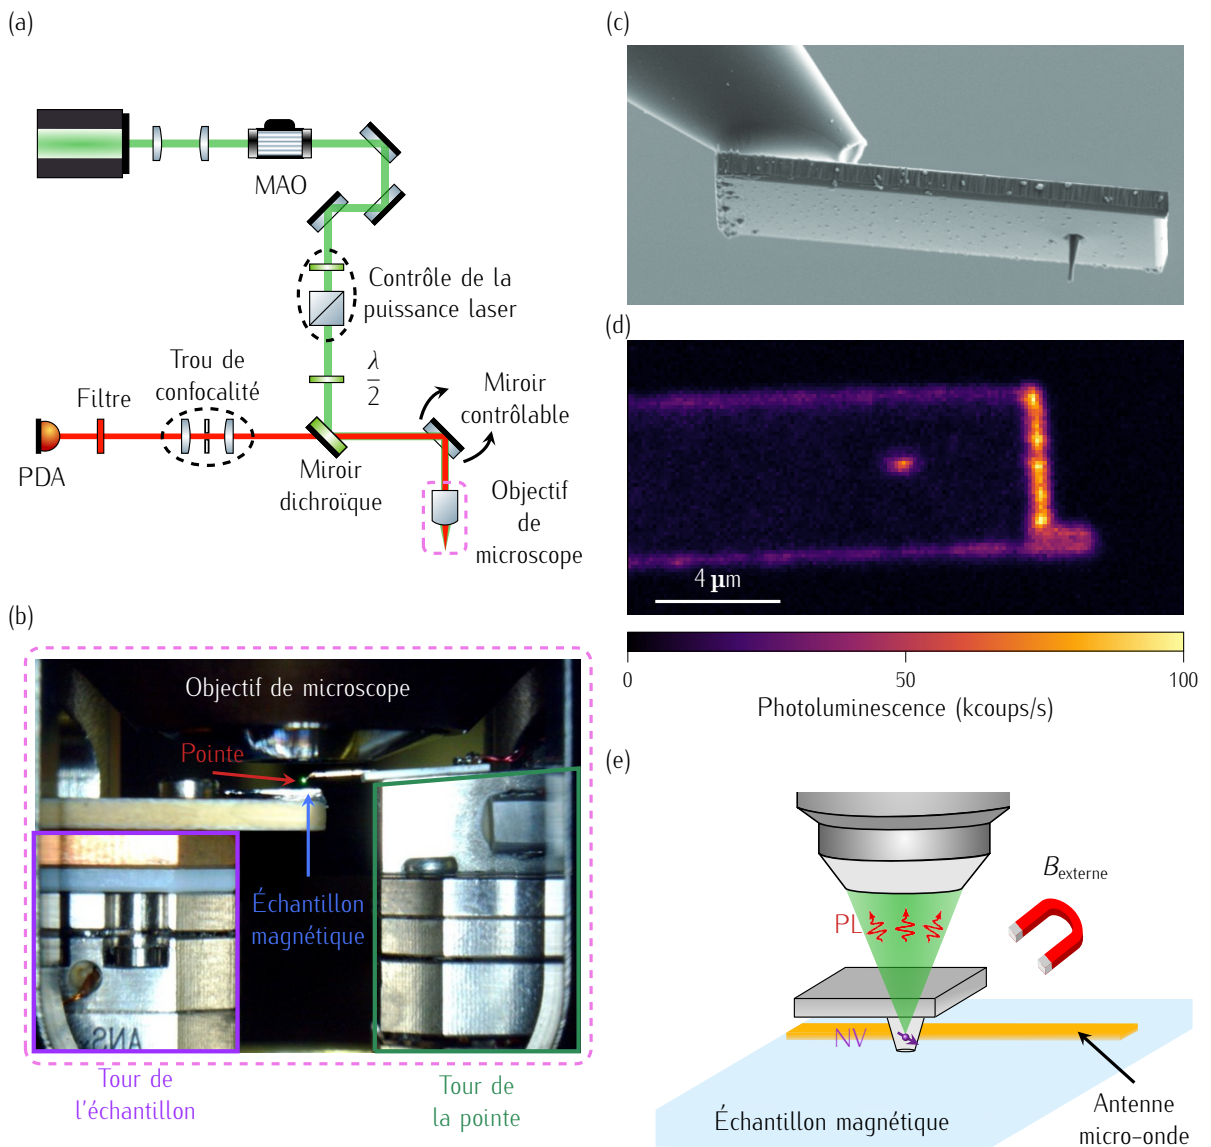 (a)
MAO
Contrôle de la
puissance laser
λ
2
Trou de
confocalité
Filtre
PDA
Miroir
dichroïque
Miroir
contrôlable
Objectif
de
microscope
(b)
Objectif de microscope
Pointe
Échantillon
magnétique
ANS
Tour de
l'échantillon
Tour de
la pointe
(c)
(d)
4 µm
0
50
100
Photoluminescence (kcoups/s)
(e)
PL
Bexterne
NV
Échantillon magnétique
Antenne
micro-onde